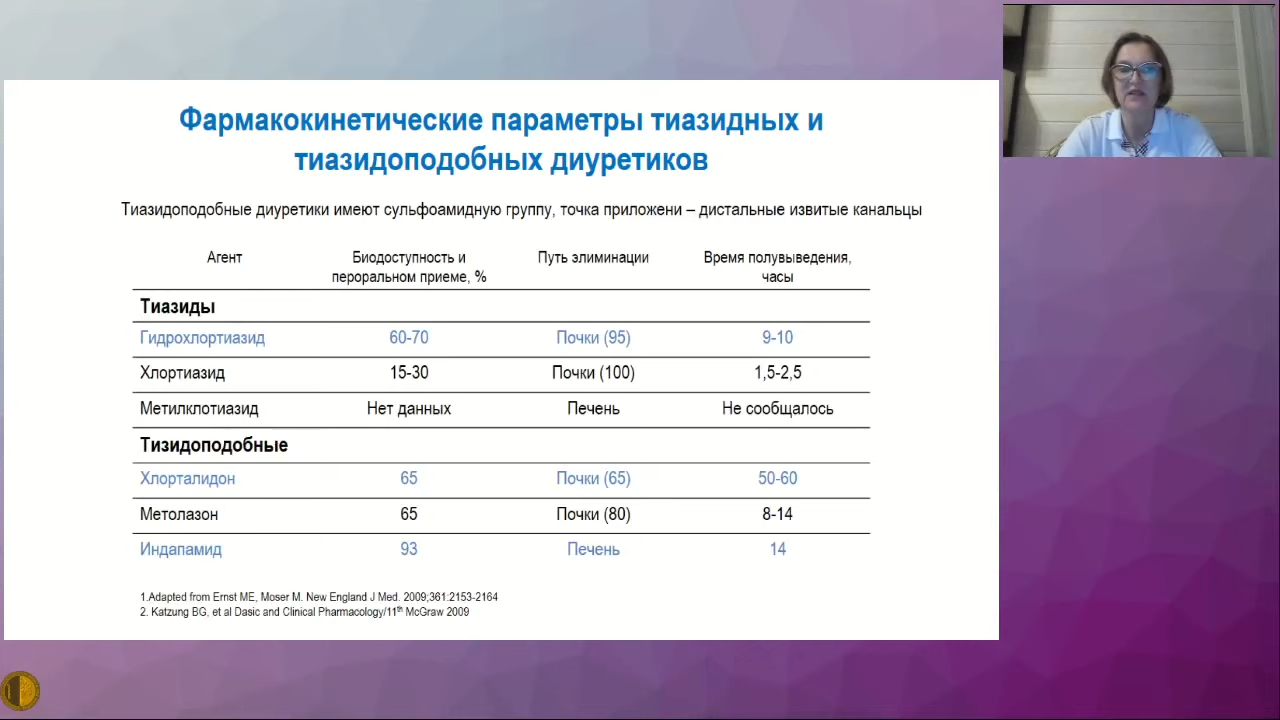 Фармакокинетические параметры тиазидных и
тиазидоподобных диуретиков
Тиазидоподобные диуретики имеют сульфоамидную группу, точка приложени – дистальные извитые канальцы
Агент Биодоступность и пероральном приеме, % Путь элиминации Время полувыведения, часы
Тиазиды
Гидрохлортиазид 60-70 Почки (95) 9-10
Хлортиазид 15-30 Почки (100) 1,5-2,5
Метилклотиазид Нет данных Печень Не сообщалось
Тизидоподобные
Хлорталидон 65 Почки (65) 50-60
Метолазон 65 Почки (80) 8-14
Индапамид 93 Печень 14
1.Adapted from Ernst ME, Moser M. New England J Med. 2009;361:2153-2164
2. Katzung BG, et al Dasic and Clinical Pharmacology/11th McGraw 2009